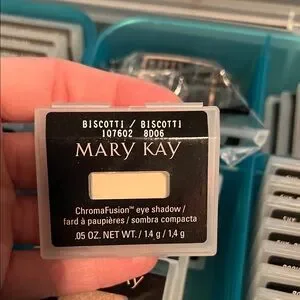 BISCOTTI / BISCOTTI
107602 8D06
MARY KAY
ChromaFusion™ eye shadow /
fard à paupières / sombra compacta
.05 OZ. NET WT. / 1.4 g / 1,4 g